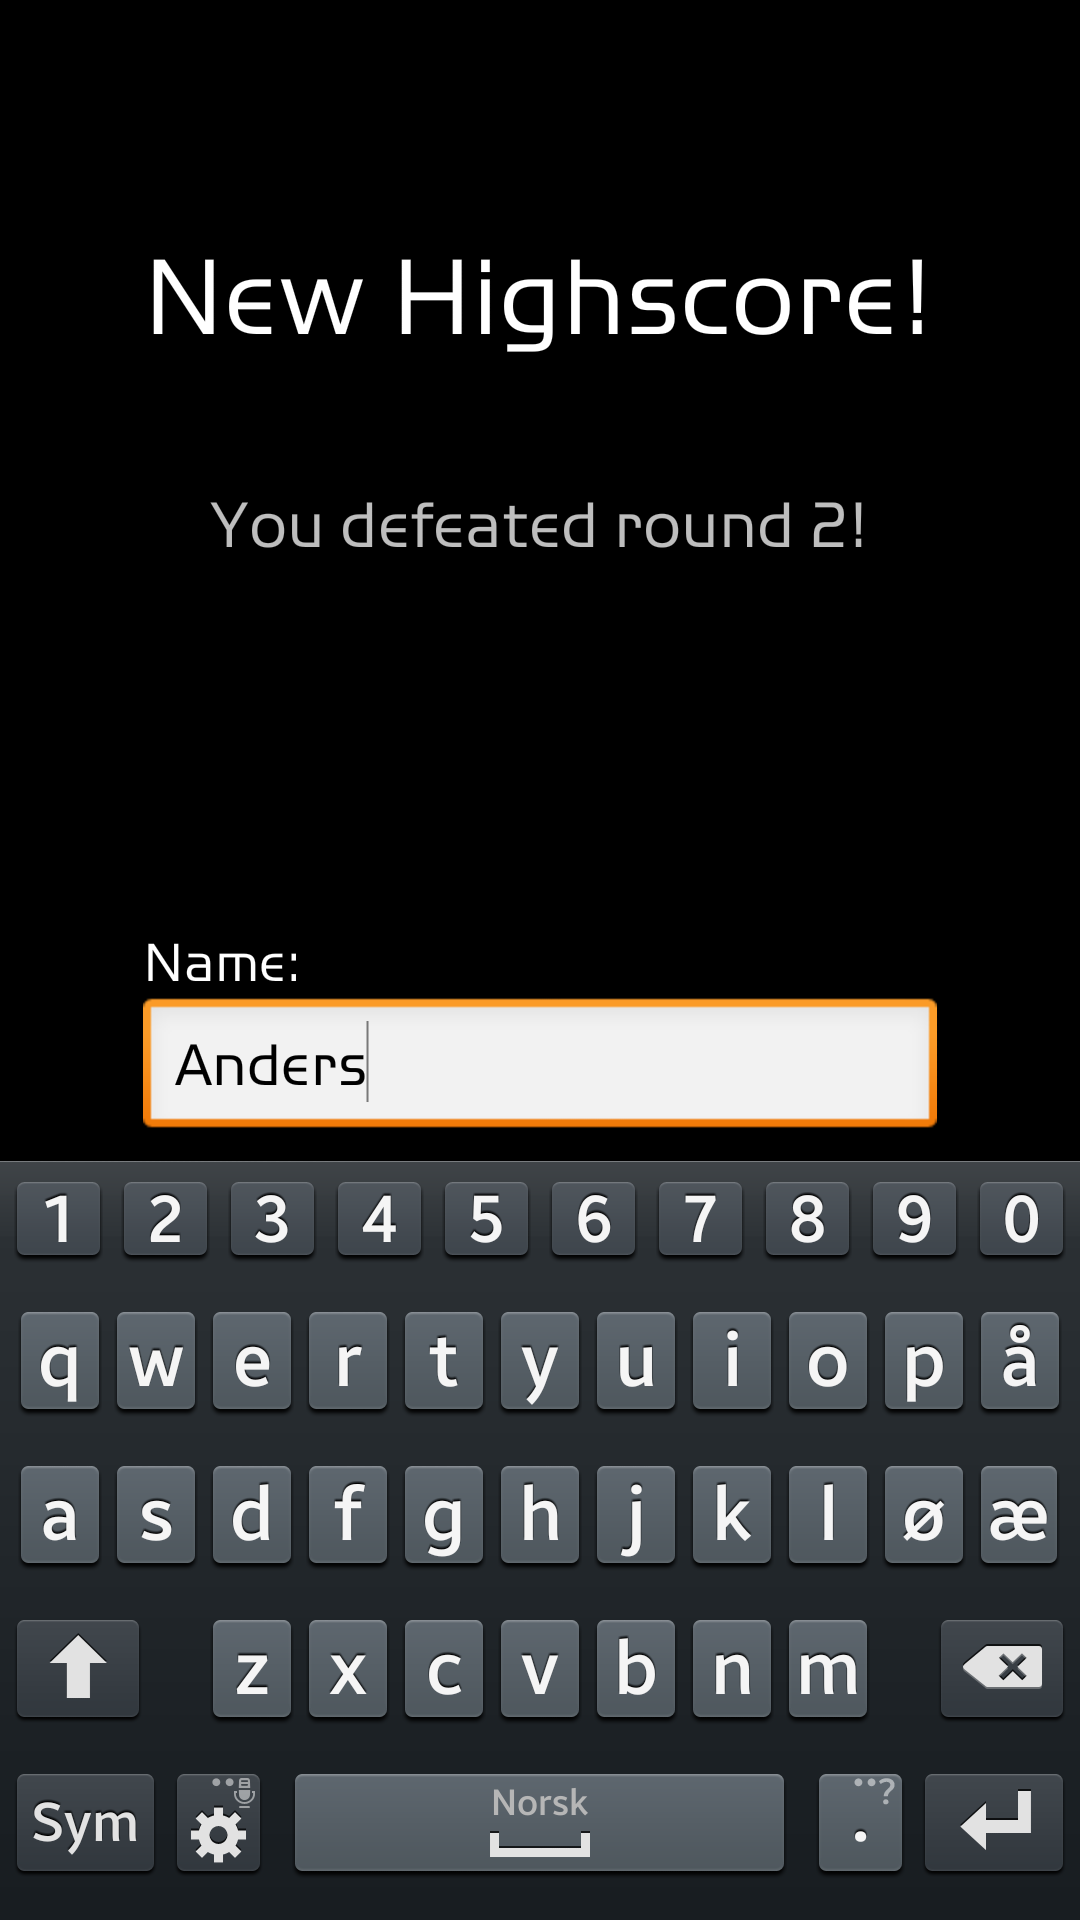 New Highscore!
You defeated round 2!
Name:
Anders
1 2 3 4 5 6 7 8 9 0
q w e r t y u i o p å
a s d f g h j k l ø æ
z x c v b n m
Sym Norsk . ?